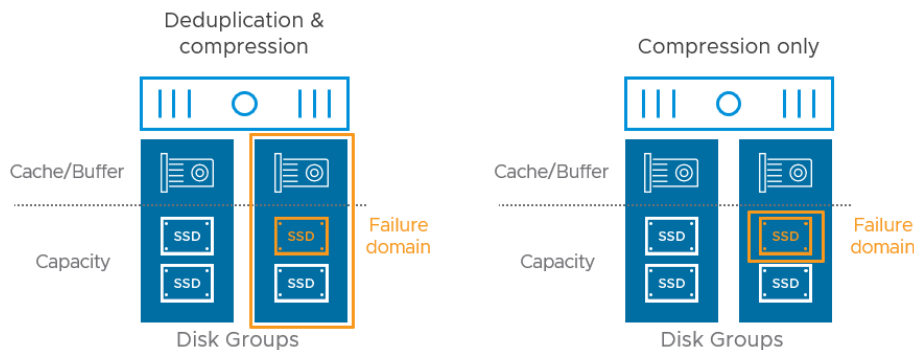 Deduplication &
compression
Cache/Buffer
SSD
SSD
Failure
domain
Capacity
SSD
SSD
Disk Groups
Compression only
Cache/Buffer
SSD
SSD
Failure
domain
Capacity
SSD
SSD
Disk Groups